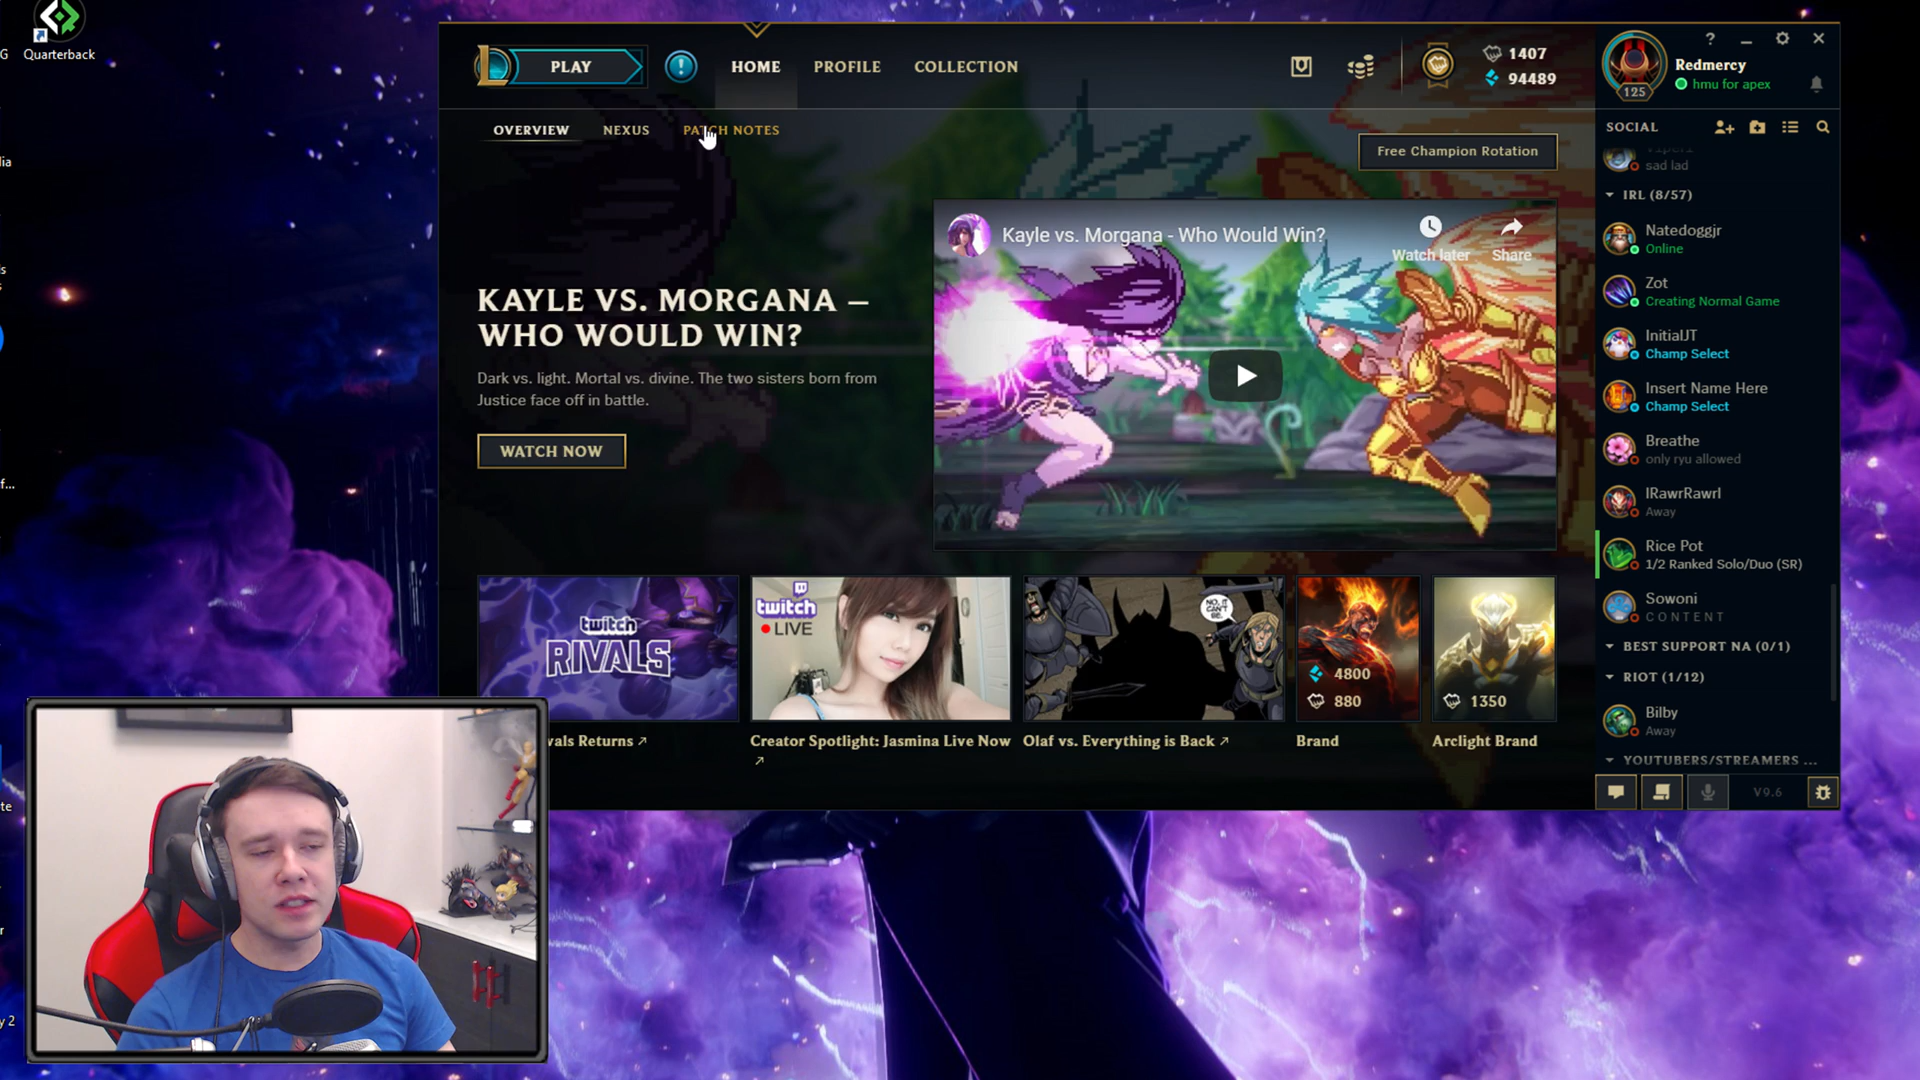 Quarterback
PLAY
HOME
PROFILE
COLLECTION
1407
94489
125
Redmercy
hmu for apex
OVERVIEW
NEXUS
PATCH NOTES
Free Champion Rotation
SOCIAL
sad lad
IRL (8/57)
Natedoggjr
Online
Zot
Creating Normal Game
InitialJT
Champ Select
Insert Name Here
Champ Select
Breathe
only ryu allowed
IRawrRawrI
Away
Rice Pot
1/2 Ranked Solo/Duo (SR)
Sowoni
CONTENT
BEST SUPPORT NA (0/1)
RIOT (1/12)
Bilby
Away
YOUTUBERS/STREAMERS ...
V9.6
Kayle vs. Morgana - Who Would Win?
Watch later
Share
KAYLE VS. MORGANA –
WHO WOULD WIN?
Dark vs. light. Mortal vs. divine. The two sisters born from
Justice face off in battle.
WATCH NOW
twitch
RIVALS
twitch
LIVE
NO, IT
CAN'T
BE.
4800
880
1350
vals Returns
Creator Spotlight: Jasmina Live Now
Olaf vs. Everything is Back
Brand
Arclight Brand